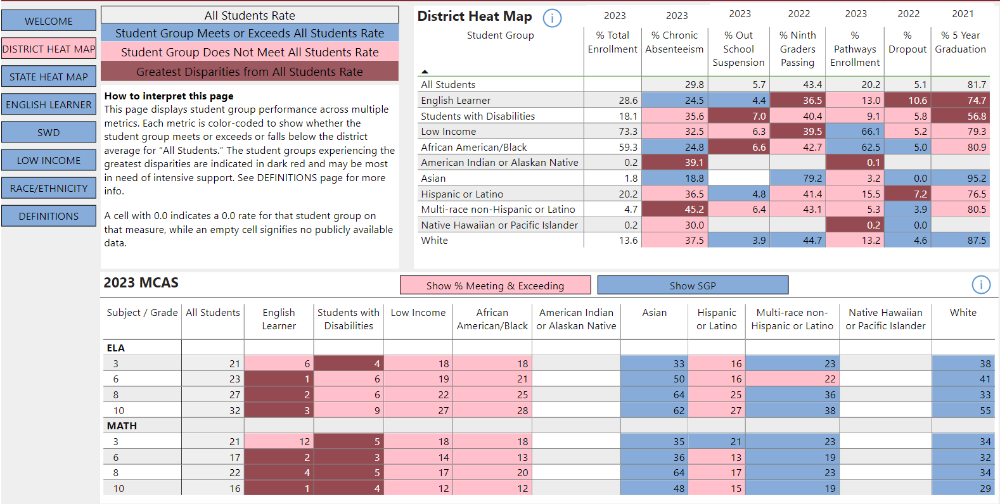 WELCOME
DISTRICT HEAT MAP
STATE HEAT MAP
ENGLISH LEARNER
SWD
LOW INCOME
RACE/ETHNICITY
DEFINITIONS
All Students Rate
Student Group Meets or Exceeds All Students Rate
Student Group Does Not Meet All Students Rate
Greatest Disparities from All Students Rate
How to interpret this page
This page displays student group performance across multiple
metrics. Each metric is color-coded to show whether the
student group meets or exceeds or falls below the district
average for "All Students." The student groups experiencing the
greatest disparities are indicated in dark red and may be most
in need of intensive support. See DEFINITIONS page for more
info.
A cell with 0.0 indicates a 0.0 rate for that student group on
that measure, while an empty cell signifies no publicly available
data.
District Heat Map i 2023 2023 2023 2022 2023 2022 2021
Student Group % Total % Chronic % Out % Ninth % % % 5 Year
Enrollment Absenteeism School Graders Pathways Dropout Graduation
Suspension Passing Enrollment
All Students 29.8 5.7 43.4 20.2 5.1 81.7
English Learner 28.6 24.5 4.4 36.5 13.0 10.6 74.7
Students with Disabilities 18.1 35.6 7.0 40.4 9.1 5.8 56.8
Low Income 73.3 32.5 6.3 39.5 66.1 5.2 79.3
African American/Black 59.3 24.8 6.6 42.7 62.5 5.0 80.9
American Indian or Alaskan Native 0.2 39.1 0.1
Asian 1.8 18.8 79.2 3.2 0.0 95.2
Hispanic or Latino 20.2 36.5 4.8 41.4 15.5 7.2 76.5
Multi-race non-Hispanic or Latino 4.7 45.2 6.4 43.1 5.3 3.9 80.5
Native Hawaiian or Pacific Islander 0.2 30.0 0.2 0.0
White 13.6 37.5 3.9 44.7 13.2 4.6 87.5
2023 MCAS Show % Meeting & Exceeding Show SGP i
Subject / Grade All Students English Students with Low Income African American Indian Asian Hispanic Multi-race non- Native Hawaiian White
Learner Disabilities American/Black or Alaskan Native or Latino Hispanic or Latino or Pacific Islander
ELA
3 21 6 4 18 18 33 16 23 38
6 23 1 6 19 21 50 16 22 41
8 27 2 6 22 25 64 25 36 33
10 32 3 9 27 28 62 27 38 55
MATH
3 21 12 5 18 18 35 21 23 34
6 17 2 3 14 13 36 13 19 32
8 22 4 5 17 20 64 17 23 34
10 16 1 4 12 12 48 15 19 29